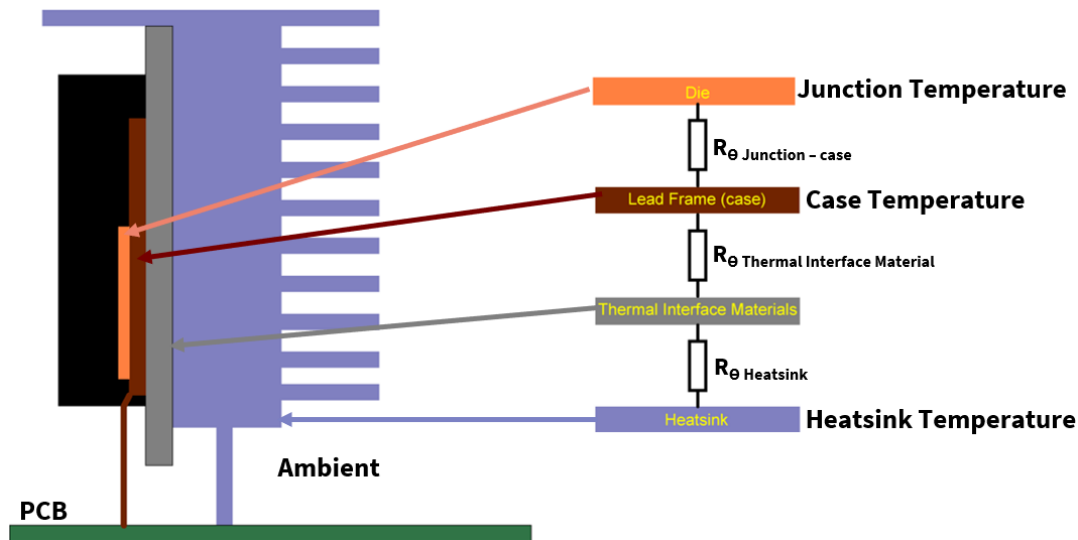 Die
Junction Temperature
Rθ Junction – case
Lead Frame (case)
Case Temperature
Rθ Thermal Interface Material
Thermal Interface Materials
Rθ Heatsink
Heatsink
Heatsink Temperature
Ambient
PCB